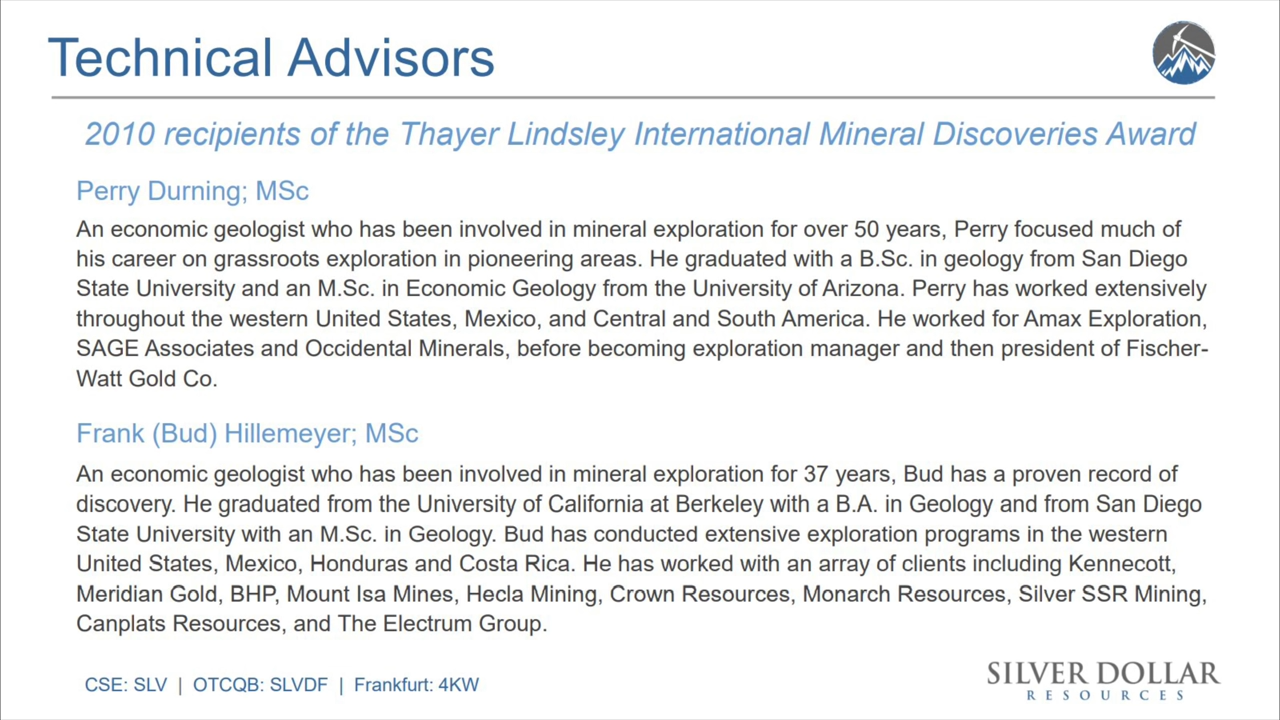 Technical Advisors
2010 recipients of the Thayer Lindsley International Mineral Discoveries Award
Perry Durning; MSc
An economic geologist who has been involved in mineral exploration for over 50 years, Perry focused much of
his career on grassroots exploration in pioneering areas. He graduated with a B.Sc. in geology from San Diego
State University and an M.Sc. in Economic Geology from the University of Arizona. Perry has worked extensively
throughout the western United States, Mexico, and Central and South America. He worked for Amax Exploration,
SAGE Associates and Occidental Minerals, before becoming exploration manager and then president of Fischer-
Watt Gold Co.
Frank (Bud) Hillemeyer; MSc
An economic geologist who has been involved in mineral exploration for 37 years, Bud has a proven record of
discovery. He graduated from the University of California at Berkeley with a B.A. in Geology and from San Diego
State University with an M.Sc. in Geology. Bud has conducted extensive exploration programs in the western
United States, Mexico, Honduras and Costa Rica. He has worked with an array of clients including Kennecott,
Meridian Gold, BHP, Mount Isa Mines, Hecla Mining, Crown Resources, Monarch Resources, Silver SSR Mining,
Canplats Resources, and The Electrum Group.
CSE: SLV | OTCQB: SLVDF | Frankfurt: 4KW
SILVER DOLLAR
RESOURCES